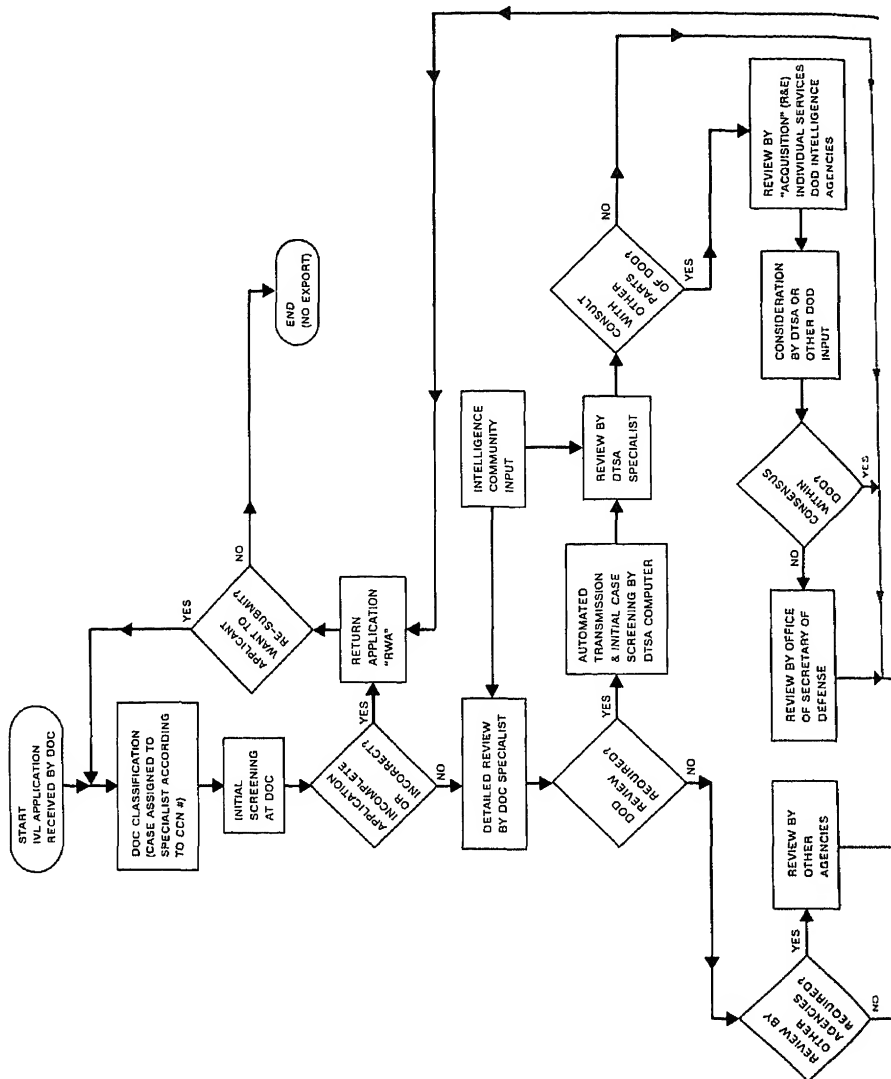 START
IVL APPLICATION
RECEIVED BY DOC
DOC CLASSIFICATION
(CASE ASSIGNED TO
SPECIALIST ACCORDING
TO CCN #)
INITIAL
SCREENING
AT DOC
APPLICATION
INCOMPLETE
OR
INCORRECT?
YES
NO
RETURN
APPLICATION
"RWA"
APPLICANT
WANT TO
RE-SUBMIT?
YES
NO
END
(NO EXPORT)
DETAILED REVIEW
BY DOC SPECIALIST
INTELLIGENCE
COMMUNITY
INPUT
DOD
REVIEW
REQUIRED?
YES
NO
AUTOMATED
TRANSMISSION
& INITIAL CASE
SCREENING BY
DTSA COMPUTER
REVIEW BY
DTSA
SPECIALIST
CONSULT
WITH
OTHER
PARTS
OF DOD?
NO
YES
REVIEW BY
"ACQUISITION" (R&E)
INDIVIDUAL SERVICES
DOD INTELLIGENCE
AGENCIES
CONSIDERATION
BY DTSA OR
OTHER DOD
INPUT
CONSENSUS
WITHIN
DOD?
NO
YES
REVIEW BY OFFICE
OF SECRETARY OF
DEFENSE
REVIEW BY
OTHER
AGENCIES
REQUIRED?
YES
NO
REVIEW BY
OTHER
AGENCIES